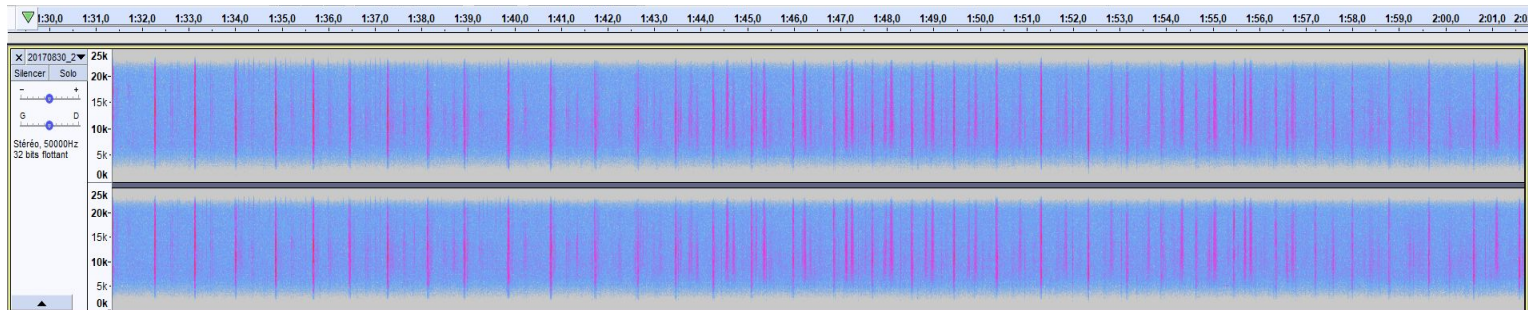 1:30,0 1:31,0 1:32,0 1:33,0 1:34,0 1:35,0 1:36,0 1:37,0 1:38,0 1:39,0 1:40,0 1:41,0 1:42,0 1:43,0 1:44,0 1:45,0 1:46,0 1:47,0 1:48,0 1:49,0 1:50,0 1:51,0 1:52,0 1:53,0 1:54,0 1:55,0 1:56,0 1:57,0 1:58,0 1:59,0 2:00,0 2:01,0 2:0
x 20170830_2 25k
Silencer Solo 20k
- + 15k
G D 10k
Stéréo, 50000Hz
32 bits flottant 5k
0k
25k
20k
15k
10k
5k
0k